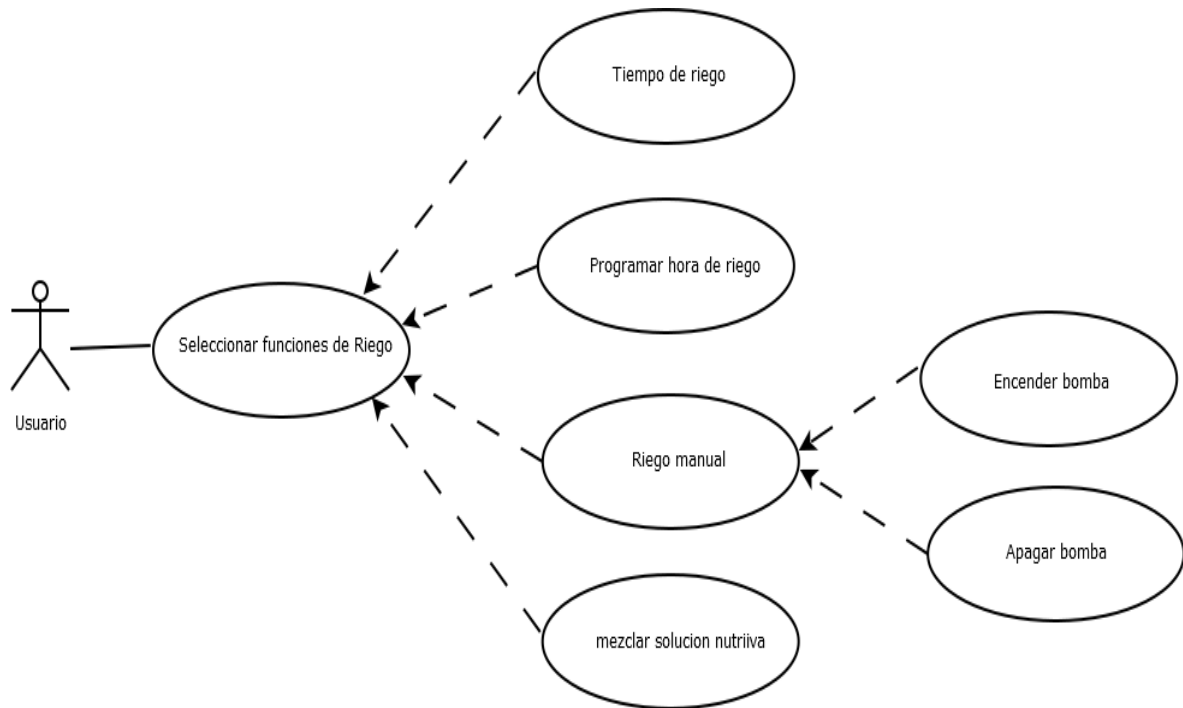 Tiempo de riego
Programar hora de riego
Seleccionar funciones de Riego
Usuario
Riego manual
Encender bomba
Apagar bomba
mezclar solucion nutriiva